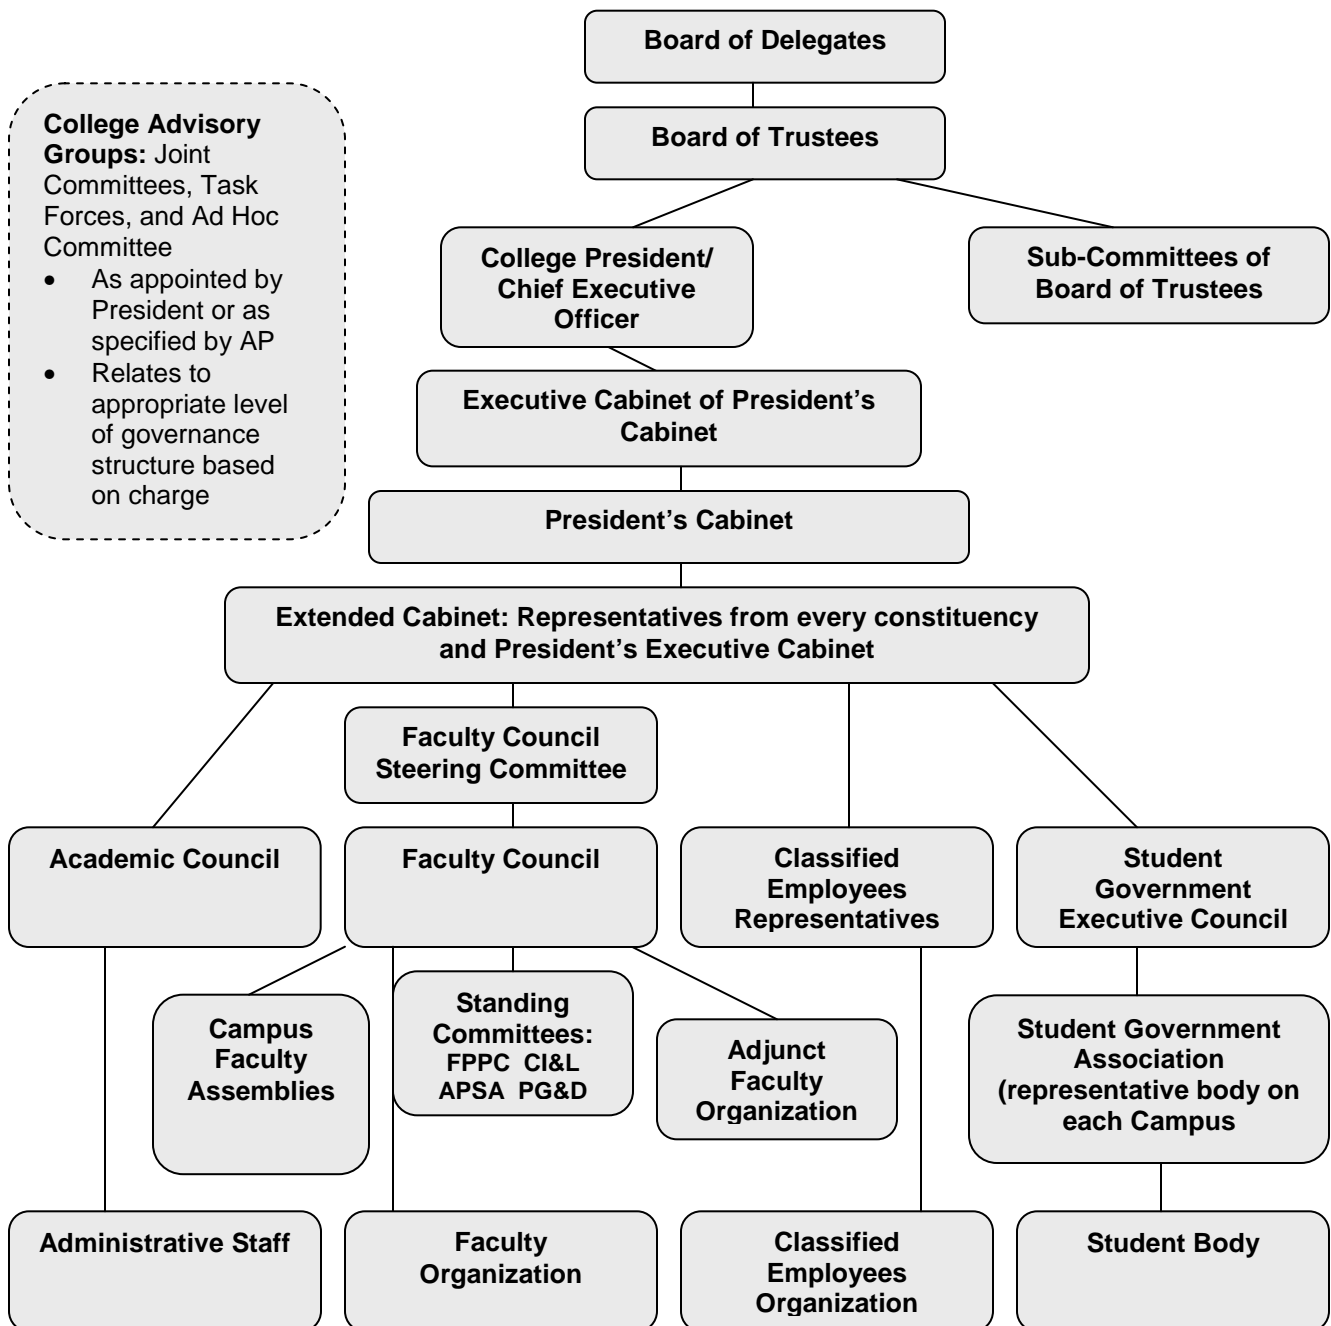 Board of Delegates
College Advisory
Groups: Joint
Committees, Task
Forces, and Ad Hoc
Committee
• As appointed by
President or as
specified by AP
• Relates to
appropriate level
of governance
structure based
on charge
Board of Trustees
College President/
Chief Executive
Officer
Sub-Committees of
Board of Trustees
Executive Cabinet of President’s
Cabinet
President’s Cabinet
Extended Cabinet: Representatives from every constituency
and President’s Executive Cabinet
Faculty Council
Steering Committee
Academic Council
Faculty Council
Classified
Employees
Representatives
Student
Government
Executive Council
Campus
Faculty
Assemblies
Standing
Committees:
FPPC CI&L
APSA PG&D
Adjunct
Faculty
Organization
Student Government
Association
(representative body on
each Campus
Administrative Staff
Faculty
Organization
Classified
Employees
Organization
Student Body